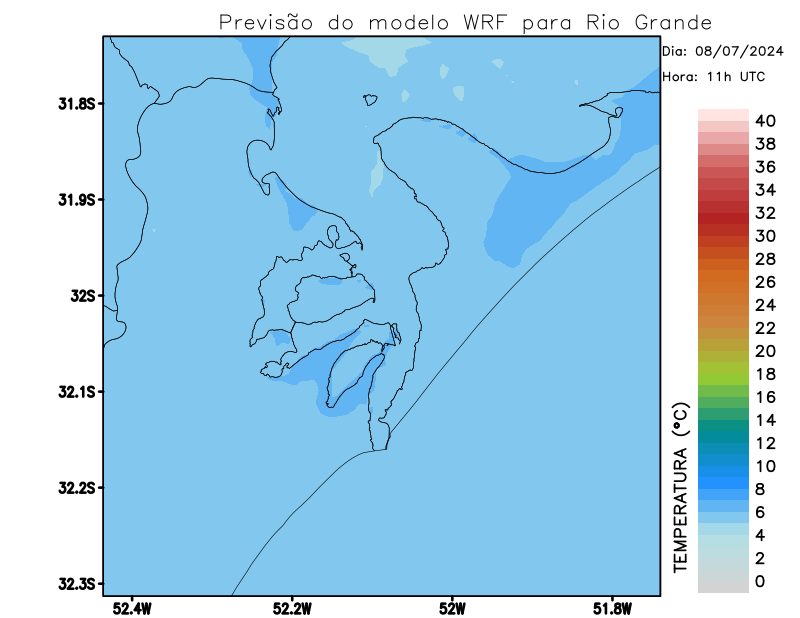 Previsão do modelo WRF para Rio Grande
Dia: 08/07/2024
Hora: 11h UTC
31.8S
31.9S
32S
32.1S
32.2S
32.3S
52.4W
52.2W
52W
51.8W
TEMPERATURA (°C)
40
38
36
34
32
30
28
26
24
22
20
18
16
14
12
10
8
6
4
2
0